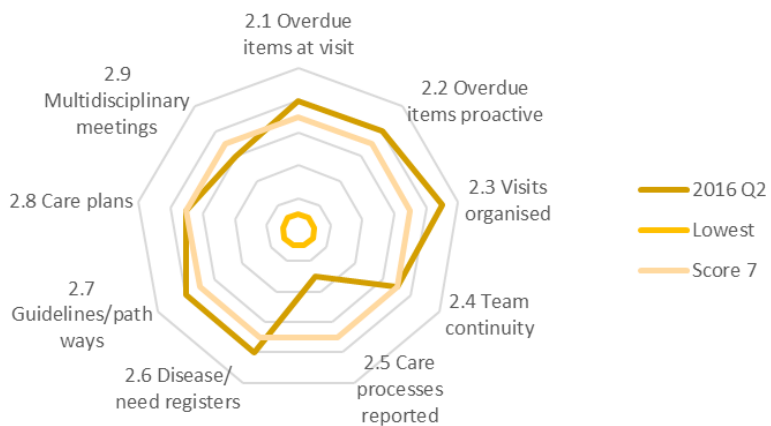 2.1 Overdue
items at visit
2.2 Overdue
items proactive
2.3 Visits
organised
2.4 Team
continuity
2.5 Care
processes
reported
2.6 Disease/
need registers
2.7
Guidelines/path
ways
2.8 Care plans
2.9
Multidisciplinary
meetings
2016 Q2
Lowest
Score 7